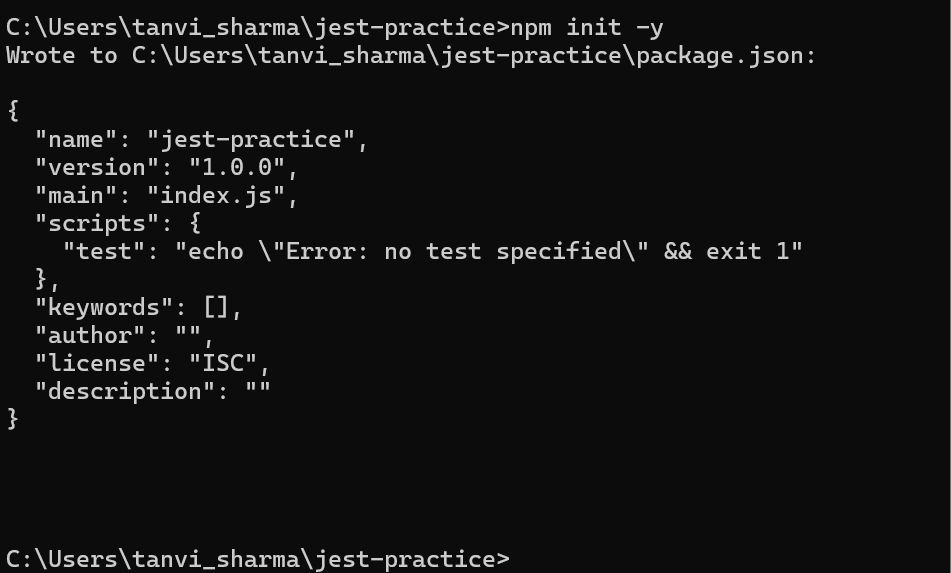 C:\Users\tanvi_sharma\jest-practice>npm init -y
Wrote to C:\Users\tanvi_sharma\jest-practice\package.json:
{
  "name": "jest-practice",
  "version": "1.0.0",
  "main": "index.js",
  "scripts": {
    "test": "echo \"Error: no test specified\" && exit 1"
  },
  "keywords": [],
  "author": "",
  "license": "ISC",
  "description": ""
}
C:\Users\tanvi_sharma\jest-practice>